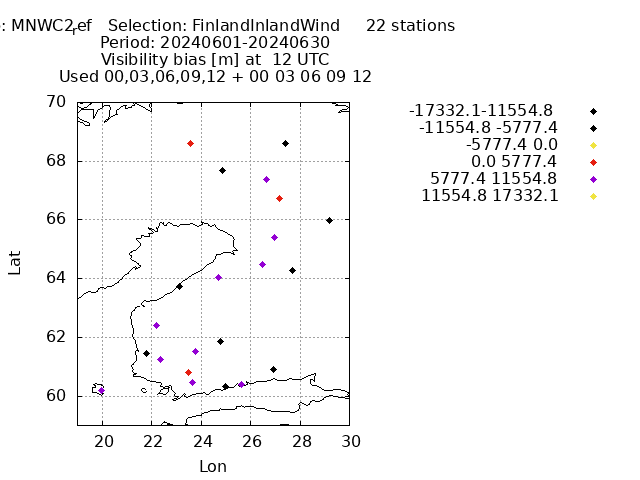 : MNWC2ref Selection: FinlandInlandWind 22 stations
Period: 20240601-20240630
Visibility bias [m] at 12 UTC
Used 00,03,06,09,12 + 00 03 06 09 12
-17332.1-11554.8
-11554.8 -5777.4
-5777.4 0.0
0.0 5777.4
5777.4 11554.8
11554.8 17332.1
70
68
66
64
62
60
Lat
20 22 24 26 28 30
Lon